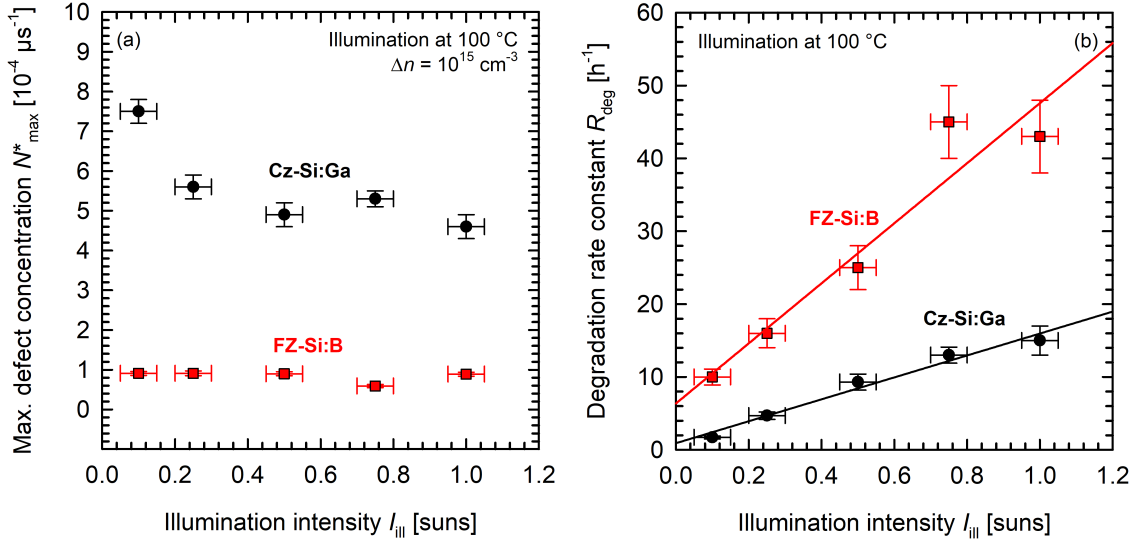 (a)
Illumination at 100 °C
Δn = 10^15 cm^-3
Cz-Si:Ga
FZ-Si:B
Max. defect concentration N*max [10^-4 µs^-1]
10
9
8
7
6
5
4
3
2
1
0
0.0 0.2 0.4 0.6 0.8 1.0 1.2
Illumination intensity Iill [suns]
Illumination at 100 °C
(b)
FZ-Si:B
Cz-Si:Ga
Degradation rate constant Rdeg [h^-1]
60
50
40
30
20
10
0
0.0 0.2 0.4 0.6 0.8 1.0 1.2
Illumination intensity Iill [suns]